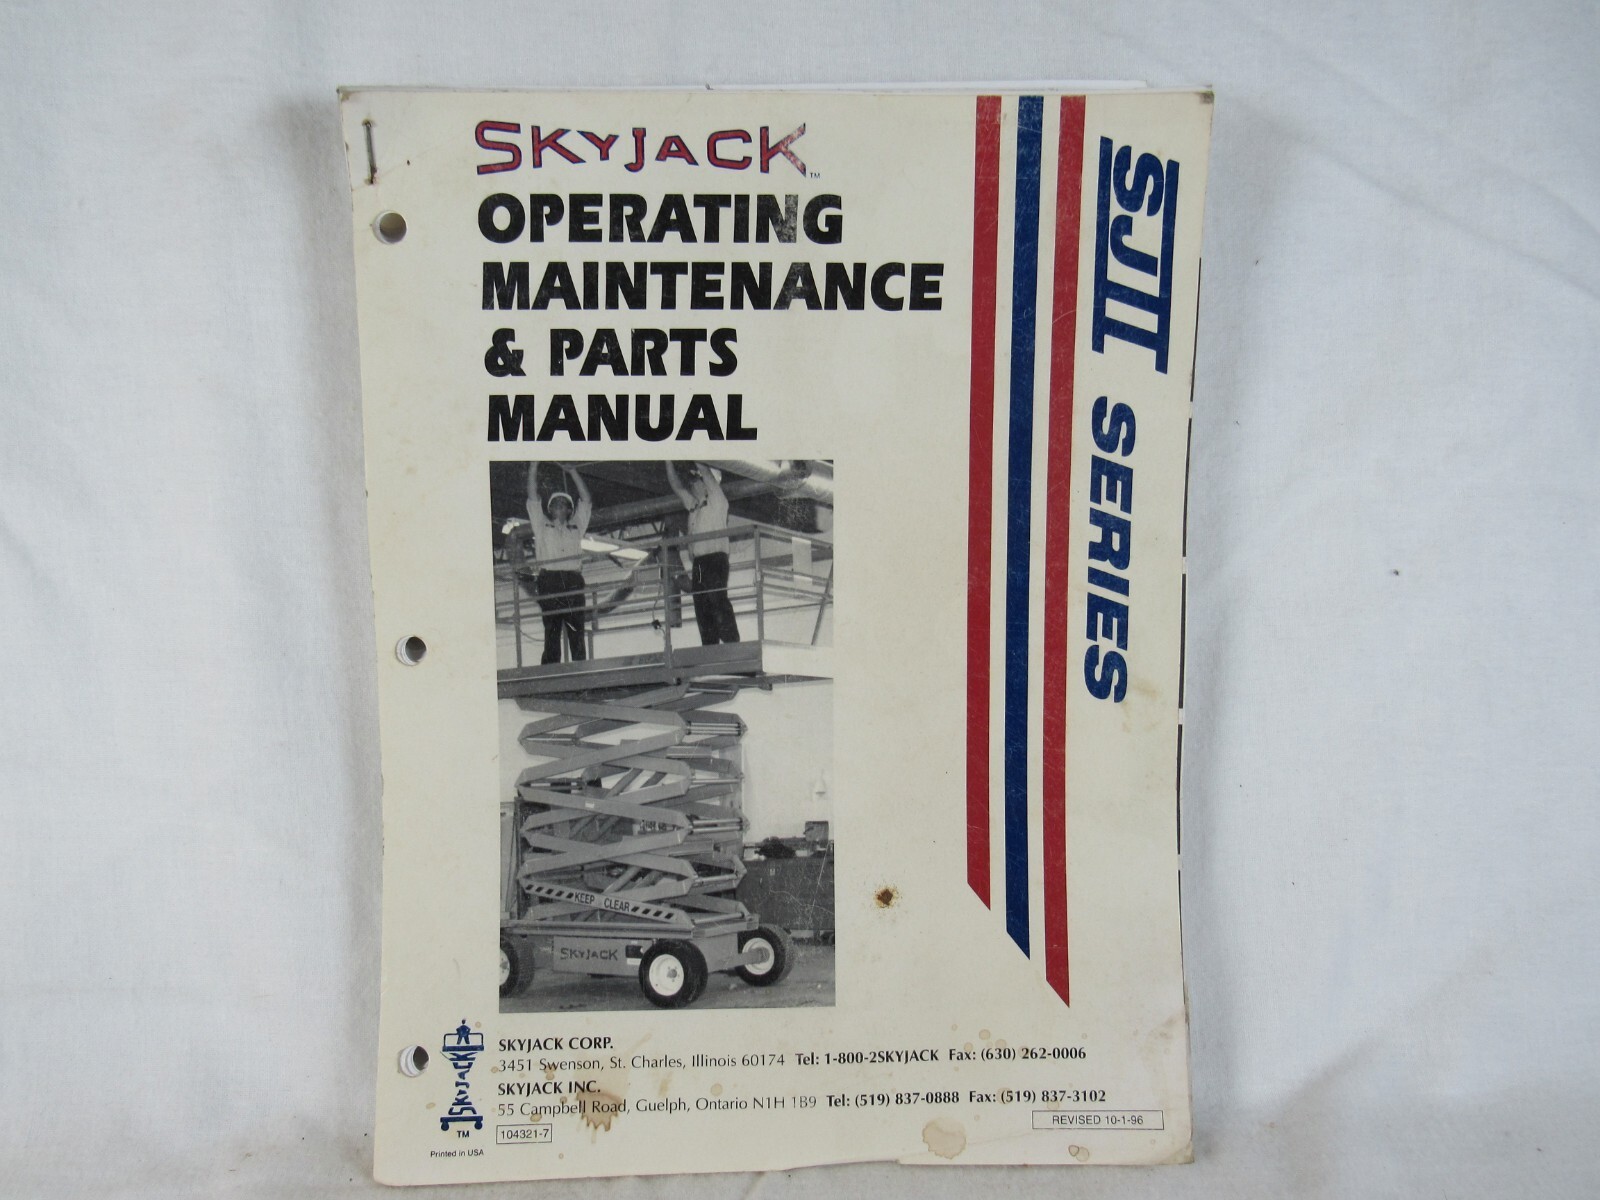 SKYJACK™
OPERATING
MAINTENANCE
& PARTS
MANUAL
SJII SERIES
KEEP CLEAR
SKYJACK
SKYJACK
TM
SKYJACK CORP.
3451 Swenson, St. Charles, Illinois 60174 Tel: 1-800-2SKYJACK Fax: (630) 262-0006
SKYJACK INC.
55 Campbell Road, Guelph, Ontario N1H 1B9 Tel: (519) 837-0888 Fax: (519) 837-3102
104321-7
REVISED 10-1-96
Printed in USA